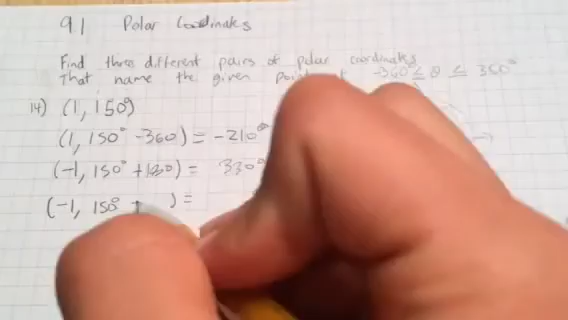 9.1 Polar Coordinates
Find three different pairs of polar coordinates
That name the given point if -360 ≤ θ ≤ 360°
14) (1, 150°)
(1, 150° -360) = -210°
(-1, 150° +180) = 330°
(-1, 150° ) =